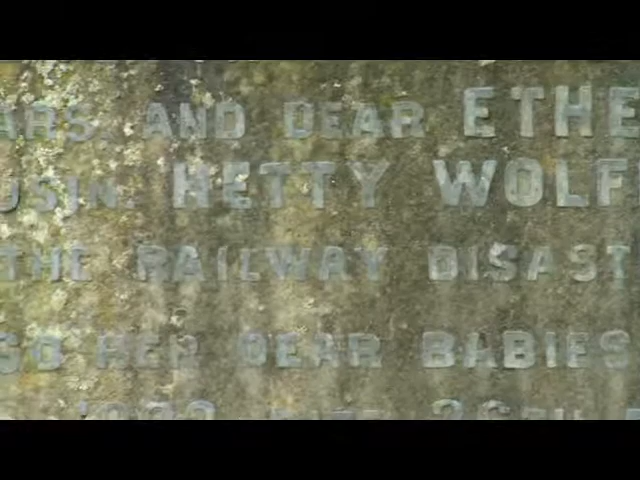 ARS. AND DEAR ETHE
USIN. HETTY WOLF
THE RAILWAY DISAST
SO HER DEAR BABIES